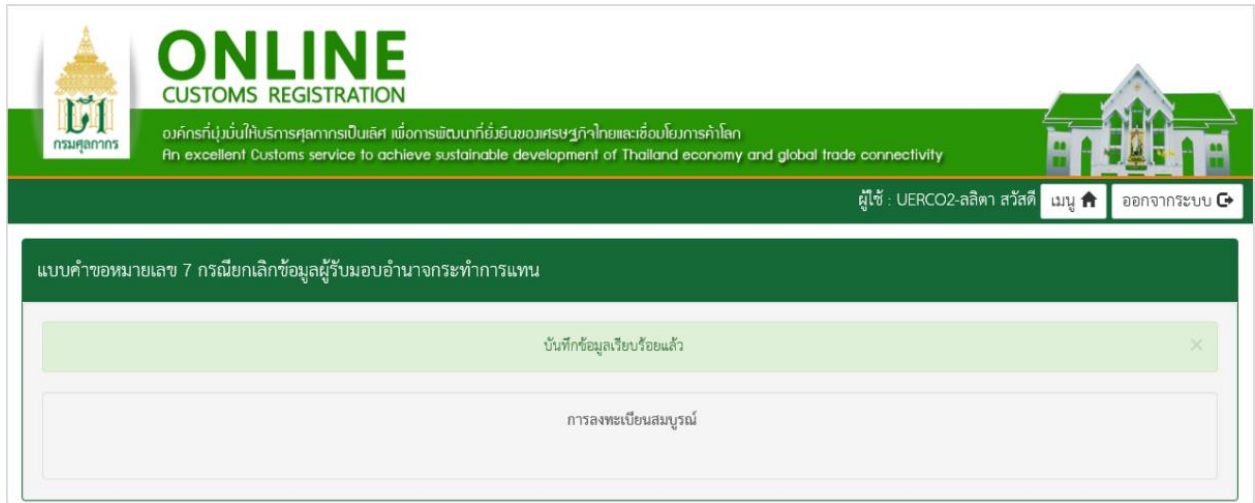 ONLINE
CUSTOMS REGISTRATION
กรมศุลกากร
องค์กรที่มุ่งมั่นให้บริการศุลกากรเป็นเลิศ เพื่อการพัฒนาที่ยั่งยืนของเศรษฐกิจไทยและเชื่อมโยงการค้าโลก
An excellent Customs service to achieve sustainable development of Thailand economy and global trade connectivity
ผู้ใช้ : UERCO2-ลลิตา สวัสดี เมนู ออกจากระบบ
แบบคำขอหมายเลข 7 กรณียกเลิกข้อมูลผู้รับมอบอำนาจกระทำการแทน
บันทึกข้อมูลเรียบร้อยแล้ว ×
การลงทะเบียนสมบูรณ์